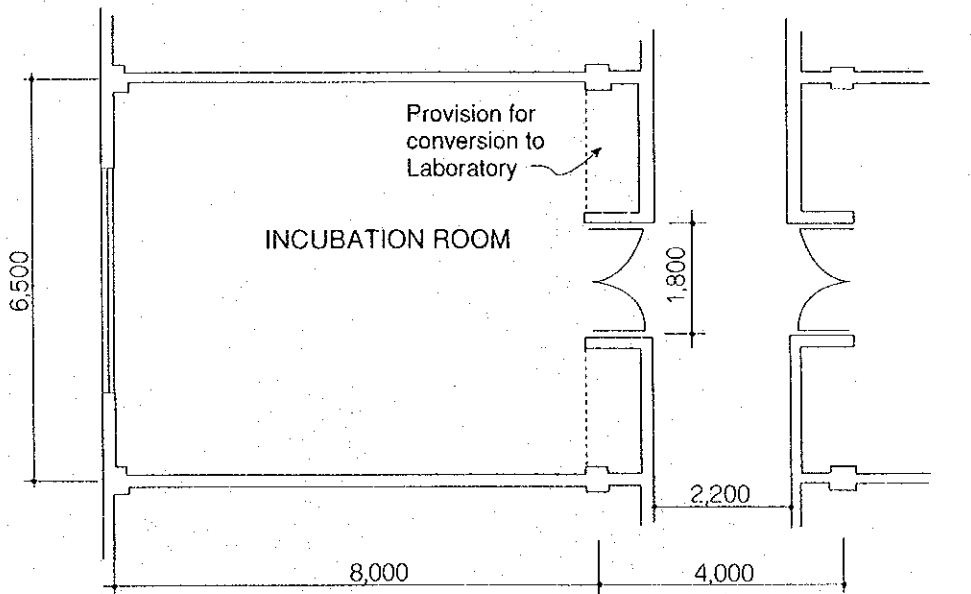 Provision for
conversion to
Laboratory
INCUBATION ROOM
6,500
1,800
2,200
8,000
4,000